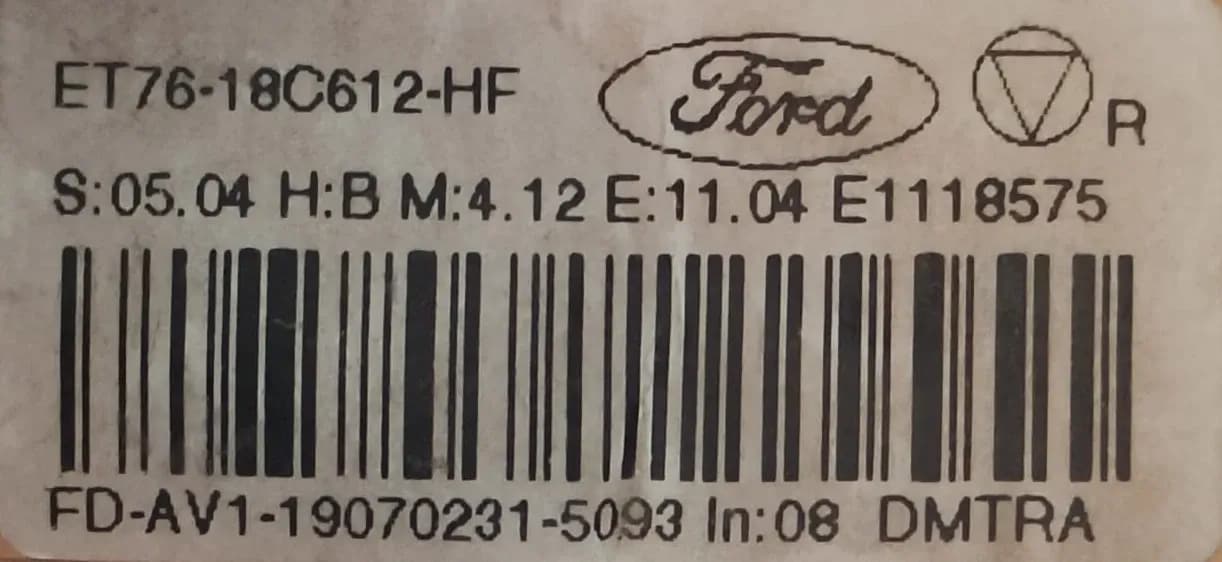 ET76-18C612-HF Ford R
S:05.04 H:B M:4.12 E:11.04 E1118575
FD-AV1-19070231-5093 In:08 DMTRA